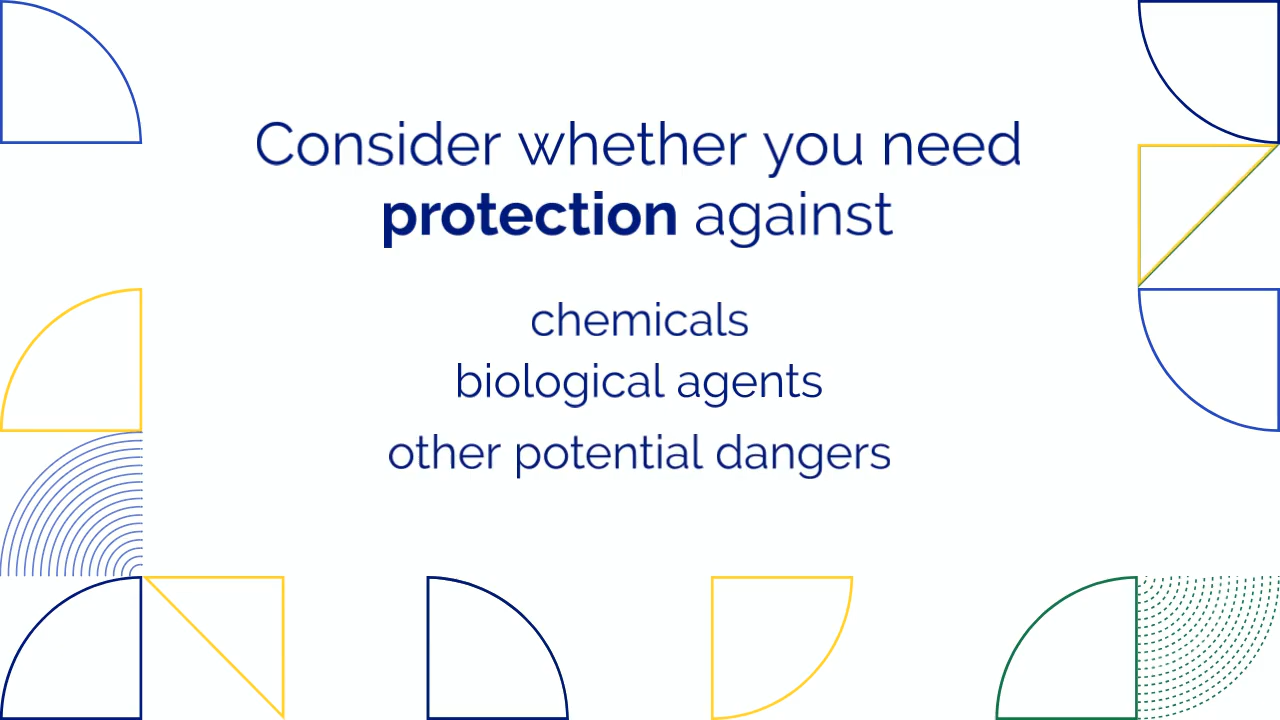 Consider whether you need
protection against
chemicals
biological agents
other potential dangers